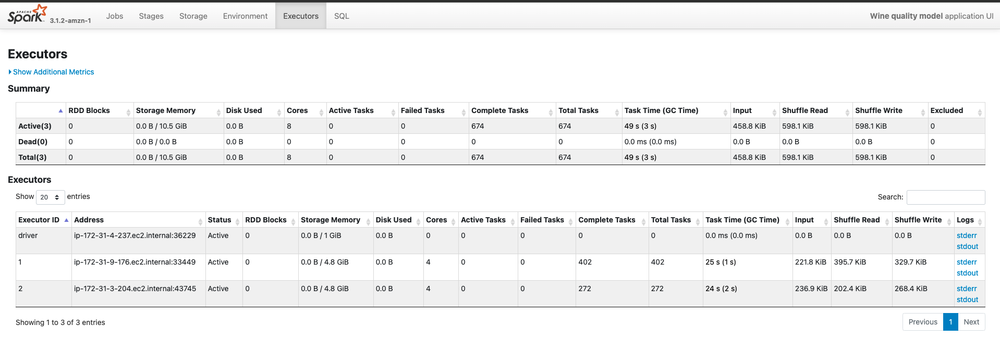 APACHE Spark 3.1.2-amzn-1 Jobs Stages Storage Environment Executors SQL Wine quality model application UI
Executors
Show Additional Metrics
Summary
RDD Blocks Storage Memory Disk Used Cores Active Tasks Failed Tasks Complete Tasks Total Tasks Task Time (GC Time) Input Shuffle Read Shuffle Write Excluded
Active(3) 0 0.0 B / 10.5 GiB 0.0 B 8 0 0 674 674 49 s (3 s) 458.8 KiB 598.1 KiB 598.1 KiB 0
Dead(0) 0 0.0 B / 0.0 B 0.0 B 0 0 0 0 0 0.0 ms (0.0 ms) 0.0 B 0.0 B 0.0 B 0
Total(3) 0 0.0 B / 10.5 GiB 0.0 B 8 0 0 674 674 49 s (3 s) 458.8 KiB 598.1 KiB 598.1 KiB 0
Executors
Show 20 entries Search:
Executor ID Address Status RDD Blocks Storage Memory Disk Used Cores Active Tasks Failed Tasks Complete Tasks Total Tasks Task Time (GC Time) Input Shuffle Read Shuffle Write Logs
driver ip-172-31-4-237.ec2.internal:36229 Active 0 0.0 B / 1 GiB 0.0 B 0 0 0 0 0 0.0 ms (0.0 ms) 0.0 B 0.0 B 0.0 B stderr
stdout
1 ip-172-31-9-176.ec2.internal:33449 Active 0 0.0 B / 4.8 GiB 0.0 B 4 0 0 402 402 25 s (1 s) 221.8 KiB 395.7 KiB 329.7 KiB stderr
stdout
2 ip-172-31-3-204.ec2.internal:43745 Active 0 0.0 B / 4.8 GiB 0.0 B 4 0 0 272 272 24 s (2 s) 236.9 KiB 202.4 KiB 268.4 KiB stderr
stdout
Showing 1 to 3 of 3 entries Previous 1 Next